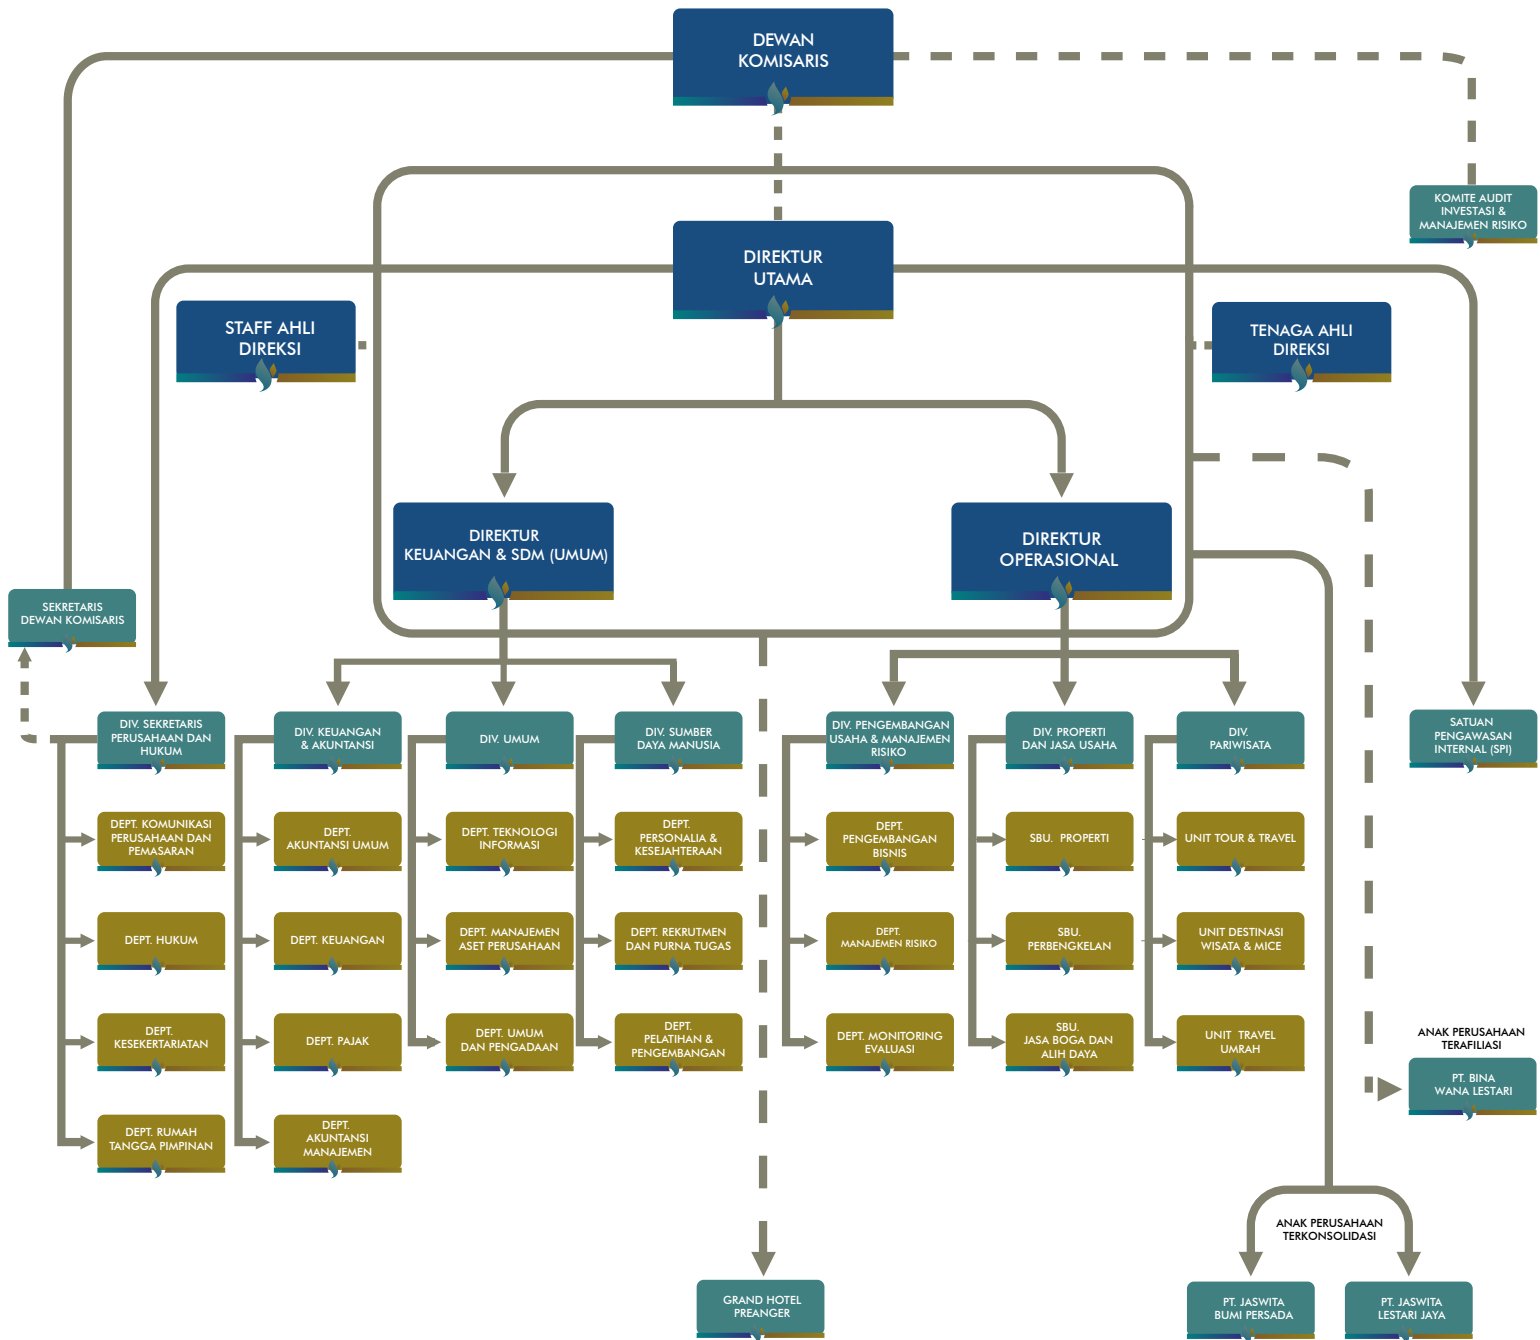 DEWAN
KOMISARIS
KOMITE AUDIT
INVESTASI &
MANAJEMEN RISIKO
DIREKTUR
UTAMA
STAFF AHLI
DIREKSI
TENAGA AHLI
DIREKSI
DIREKTUR
KEUANGAN & SDM (UMUM)
DIREKTUR
OPERASIONAL
SEKRETARIS
DEWAN KOMISARIS
DIV. SEKRETARIS
PERUSAHAAN DAN
HUKUM
DIV. KEUANGAN
& AKUNTANSI
DIV. UMUM
DIV. SUMBER
DAYA MANUSIA
DIV. PENGEMBANGAN
USAHA & MANAJEMEN
RISIKO
DIV. PROPERTI
DAN JASA USAHA
DIV.
PARIWISATA
SATUAN
PENGAWASAN
INTERNAL (SPI)
DEPT. KOMUNIKASI
PERUSAHAAN DAN
PEMASARAN
DEPT.
AKUNTANSI UMUM
DEPT. TEKNOLOGI
INFORMASI
DEPT.
PERSONALIA &
KESEJAHTERAAN
DEPT.
PENGEMBANGAN
BISNIS
SBU.  PROPERTI
UNIT TOUR & TRAVEL
DEPT. HUKUM
DEPT. KEUANGAN
DEPT. MANAJEMEN
ASET PERUSAHAAN
DEPT. REKRUTMEN
DAN PURNA TUGAS
DEPT.
MANAJEMEN RISIKO
SBU.
PERBENGKELAN
UNIT DESTINASI
WISATA & MICE
DEPT.
KESEKERTARIATAN
DEPT. PAJAK
DEPT. UMUM
DAN PENGADAAN
DEPT.
PELATIHAN &
PENGEMBANGAN
DEPT. MONITORING
EVALUASI
SBU.
JASA BOGA DAN
ALIH DAYA
UNIT  TRAVEL
UMRAH
ANAK PERUSAHAAN
TERAFILIASI
PT. BINA
WANA LESTARI
DEPT. RUMAH
TANGGA PIMPINAN
DEPT.
AKUNTANSI
MANAJEMEN
ANAK PERUSAHAAN
TERKONSOLIDASI
GRAND HOTEL
PREANGER
PT. JASWITA
BUMI PERSADA
PT. JASWITA
LESTARI JAYA